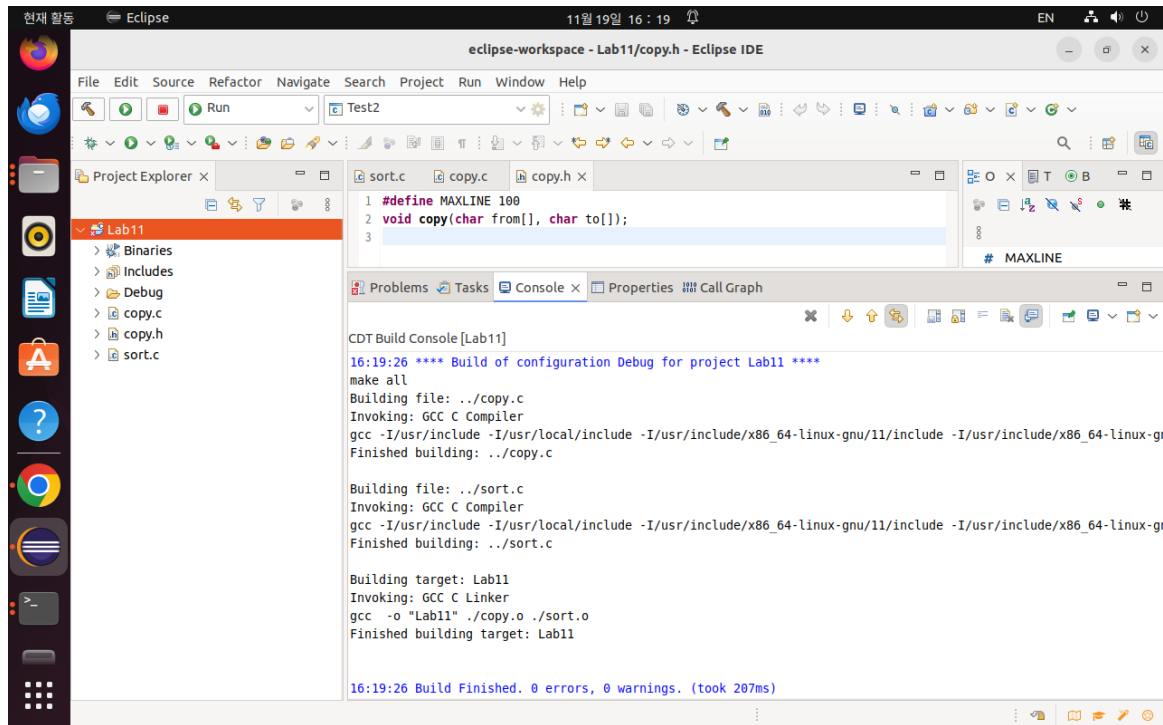 현재 활동 Eclipse 11월 19일 16 : 19 EN
eclipse-workspace - Lab11/copy.h - Eclipse IDE
File Edit Source Refactor Navigate Search Project Run Window Help
Run Test2
Project Explorer
Lab11
Binaries
Includes
Debug
copy.c
copy.h
sort.c
sort.c copy.c copy.h
1 #define MAXLINE 100
2 void copy(char from[], char to[]);
3
O T B
# MAXLINE
Problems Tasks Console Properties Call Graph
CDT Build Console [Lab11]
16:19:26 **** Build of configuration Debug for project Lab11 ****
make all
Building file: ../copy.c
Invoking: GCC C Compiler
gcc -I/usr/include -I/usr/local/include -I/usr/include/x86_64-linux-gnu/11/include -I/usr/include/x86_64-linux-g
Finished building: ../copy.c
Building file: ../sort.c
Invoking: GCC C Compiler
gcc -I/usr/include -I/usr/local/include -I/usr/include/x86_64-linux-gnu/11/include -I/usr/include/x86_64-linux-g
Finished building: ../sort.c
Building target: Lab11
Invoking: GCC C Linker
gcc -o "Lab11" ./copy.o ./sort.o
Finished building target: Lab11
16:19:26 Build Finished. 0 errors, 0 warnings. (took 207ms)